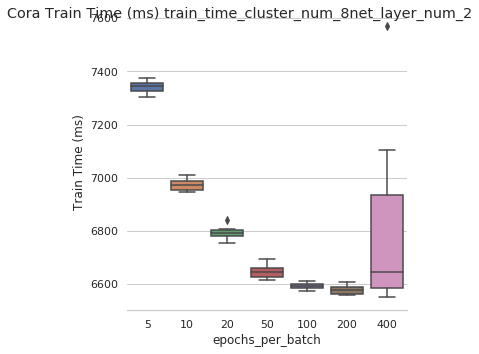 Cora Train Time (ms) train_time_cluster_num_8net_layer_num_2
7600
7400
7200
7000
6800
6600
Train Time (ms)
5 10 20 50 100 200 400
epochs_per_batch